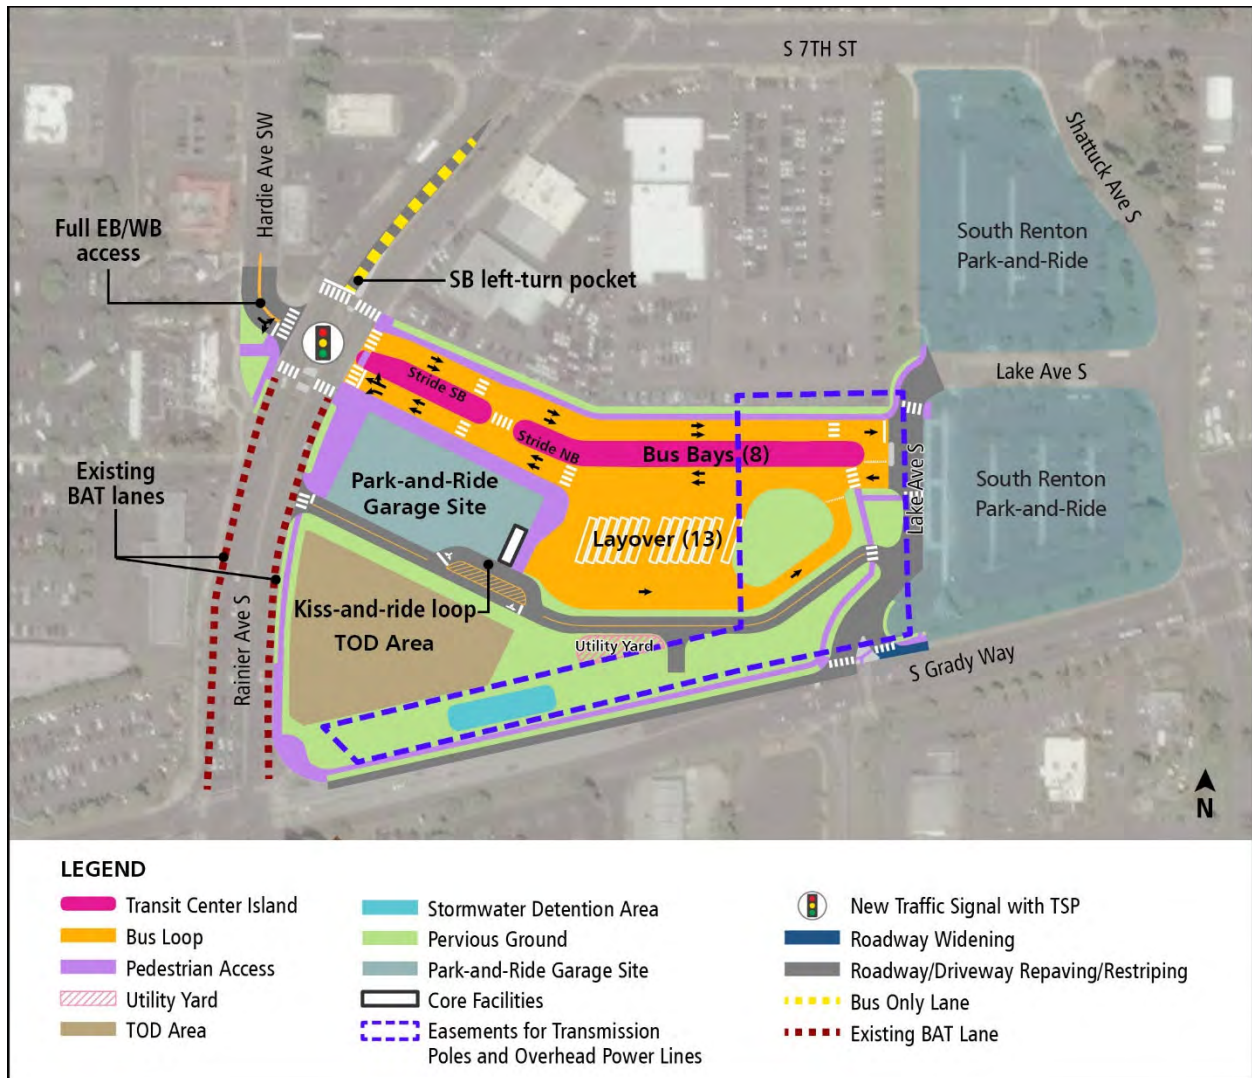 S 7TH ST
Hardie Ave SW
Shattuck Ave S
Full EB/WB
access
SB left-turn pocket
South Renton
Park-and-Ride
Lake Ave S
Stride SB
Stride NB
Bus Bays (8)
Existing
BAT lanes
Park-and-Ride
Garage Site
Layover (13)
Lake Ave S
South Renton
Park-and-Ride
Kiss-and-ride loop
TOD Area
Utility Yard
Rainier Ave S
S Grady Way
N
LEGEND
Transit Center Island
Bus Loop
Pedestrian Access
Utility Yard
TOD Area
Stormwater Detention Area
Pervious Ground
Park-and-Ride Garage Site
Core Facilities
Easements for Transmission
Poles and Overhead Power Lines
New Traffic Signal with TSP
Roadway Widening
Roadway/Driveway Repaving/Restriping
Bus Only Lane
Existing BAT Lane